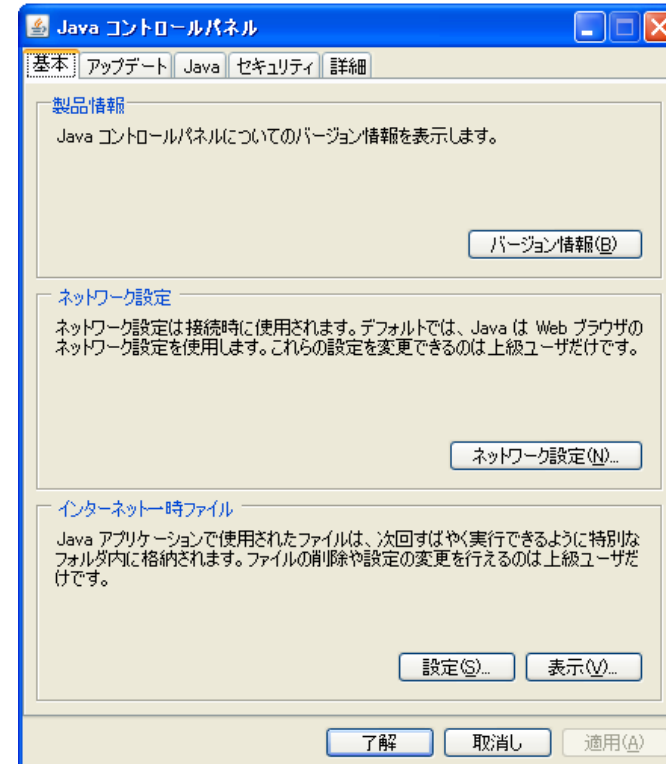 Java コントロールパネル
基本 アップデート Java セキュリティ 詳細
製品情報
Java コントロールパネルについてのバージョン情報を表示します。
バージョン情報(B)
ネットワーク設定
ネットワーク設定は接続時に使用されます。デフォルトでは、Java は Web ブラウザの
ネットワーク設定を使用します。これらの設定を変更できるのは上級ユーザだけです。
ネットワーク設定(N)...
インターネット一時ファイル
Java アプリケーションで使用されたファイルは、次回すばやく実行できるように特別な
フォルダ内に格納されます。ファイルの削除や設定の変更を行えるのは上級ユーザだ
けです。
設定(S)... 表示(V)...
了解 取消し 適用(A)